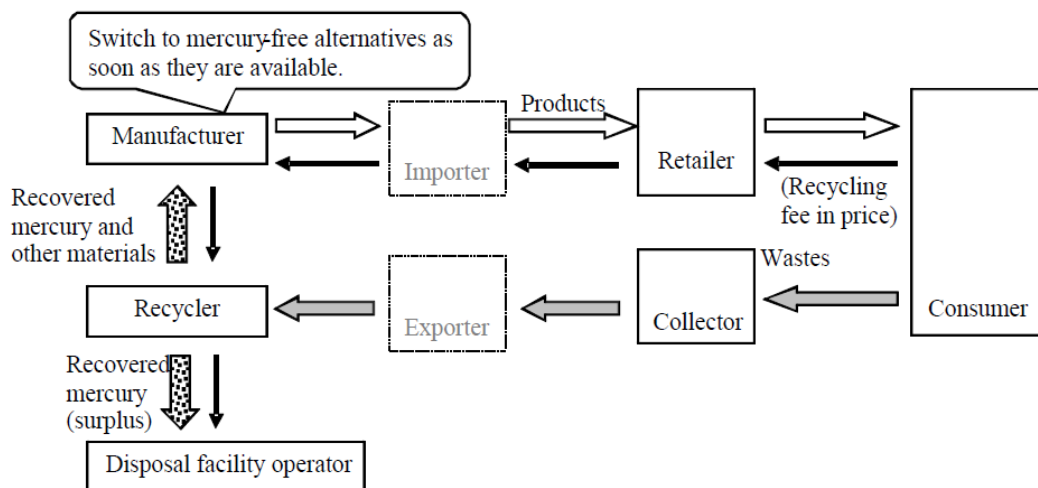 Switch to mercury-free alternatives as
soon as they are available.
Manufacturer
Importer
Products
Retailer
(Recycling
fee in price)
Consumer
Recovered
mercury and
other materials
Recycler
Exporter
Collector
Wastes
Recovered
mercury
(surplus)
Disposal facility operator